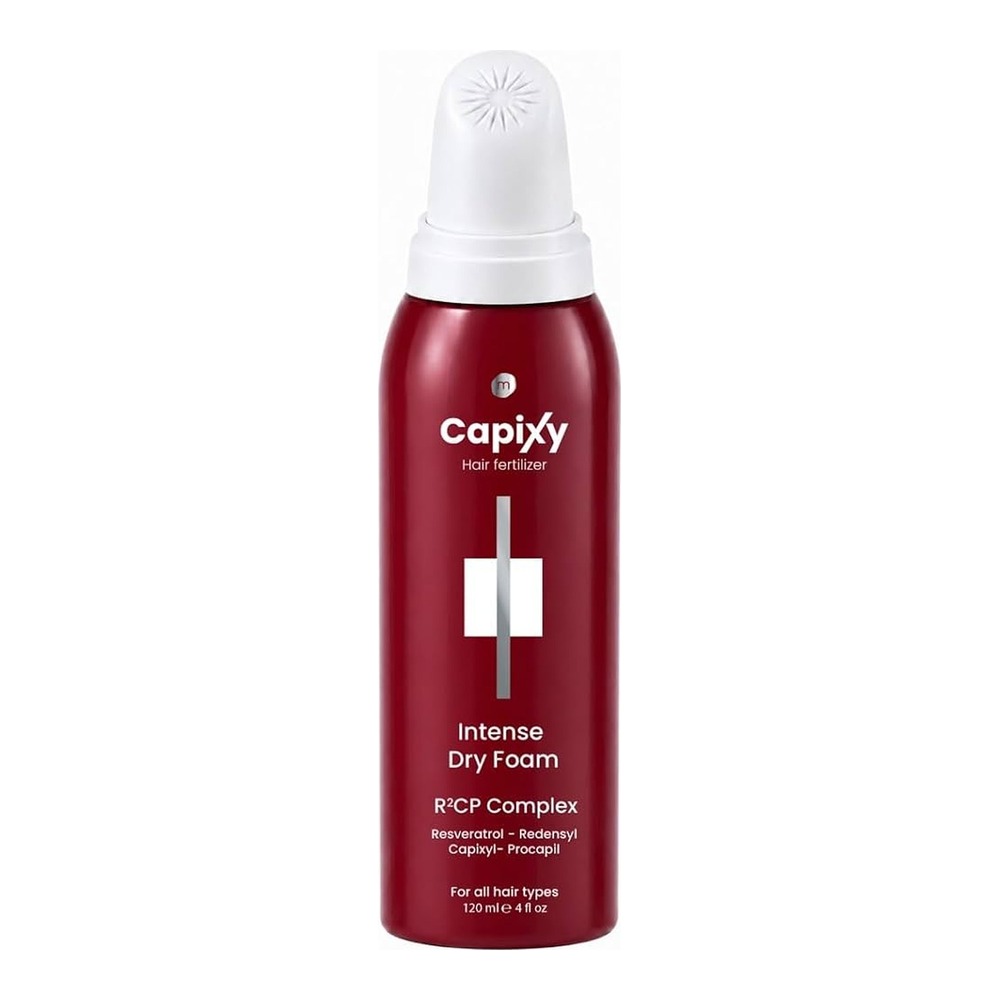 m
Capixy
Hair fertilizer
Intense
Dry Foam
R²CP Complex
Resveratrol - Redensyl
Capixyl- Procapil
For all hair types
120 ml ℮ 4 fl oz